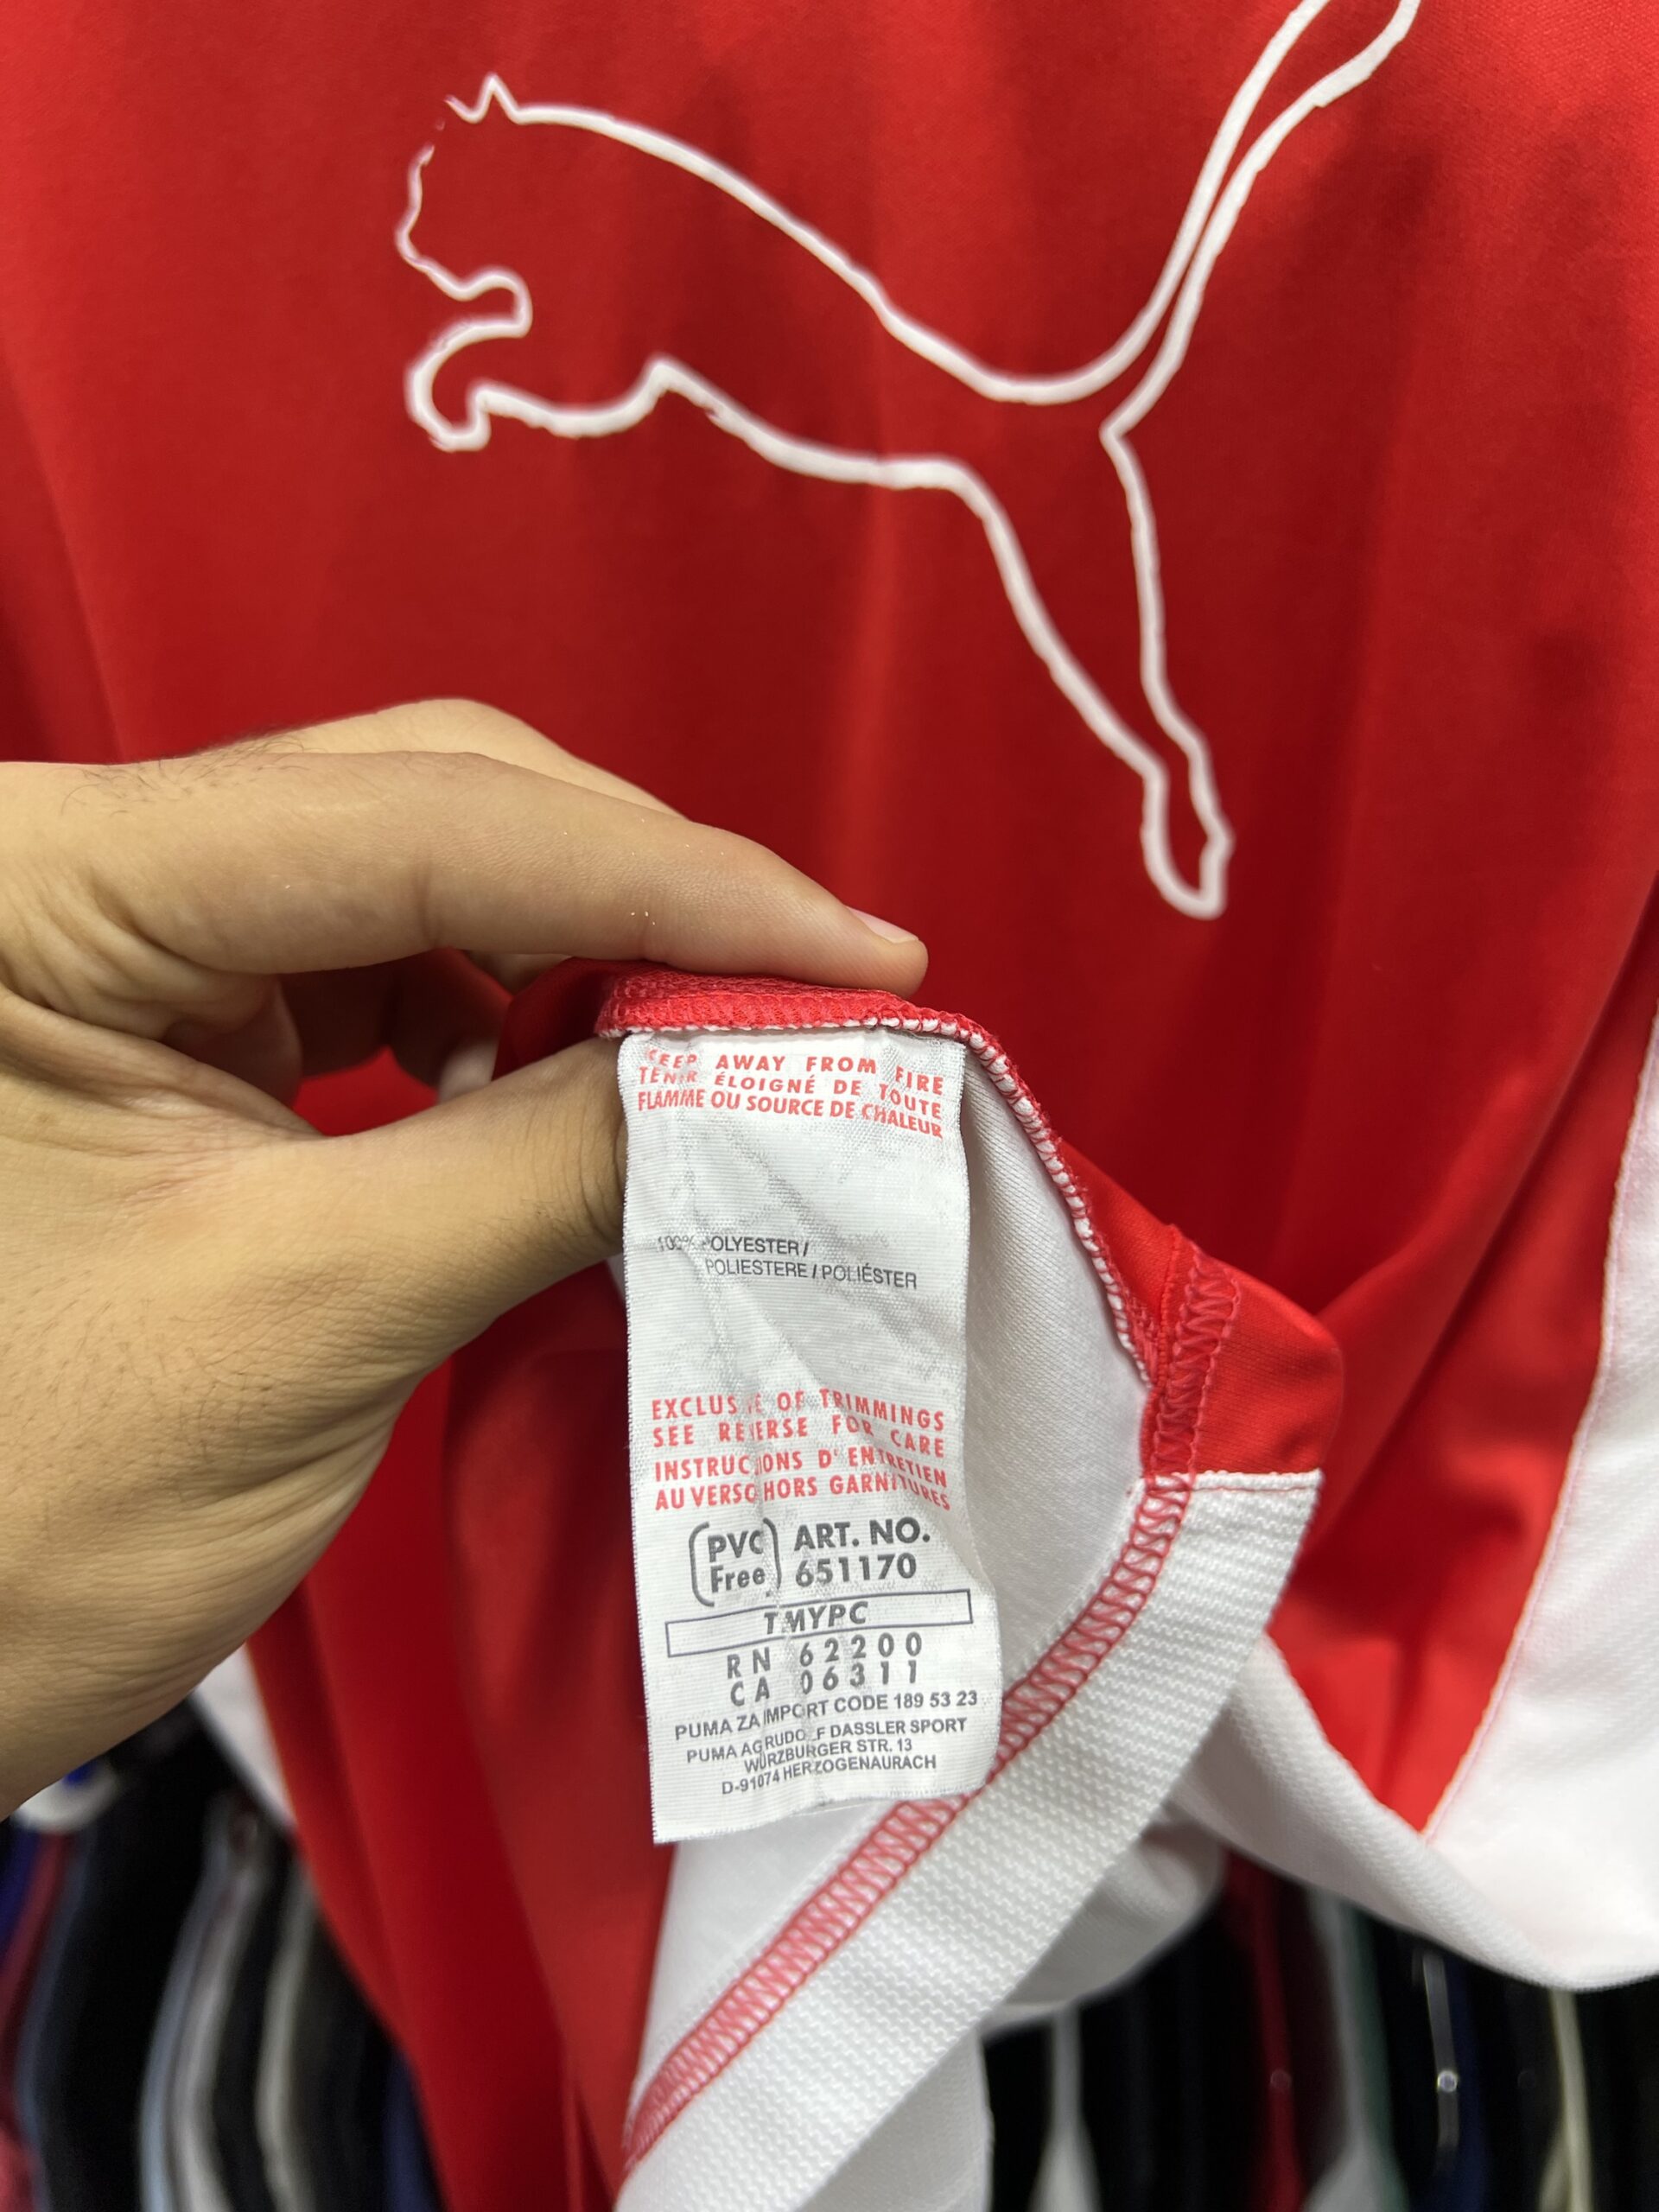 KEEP AWAY FROM FIRE
TENIR ÉLOIGNÉ DE TOUTE
FLAMME OU SOURCE DE CHALEUR
100% POLYESTER /
POLIESTERE / POLIÉSTER
EXCLUSIVE OF TRIMMINGS
SEE REVERSE FOR CARE
INSTRUCTIONS D'ENTRETIEN
AU VERSO HORS GARNITURES
PVC Free
ART. NO.
651170
TMYPC
RN 62200
CA 06311
PUMA ZA IMPORT CODE 189 53 23
PUMA AG RUDOLF DASSLER SPORT
WÜRZBURGER STR. 13
D-91074 HERZOGENAURACH